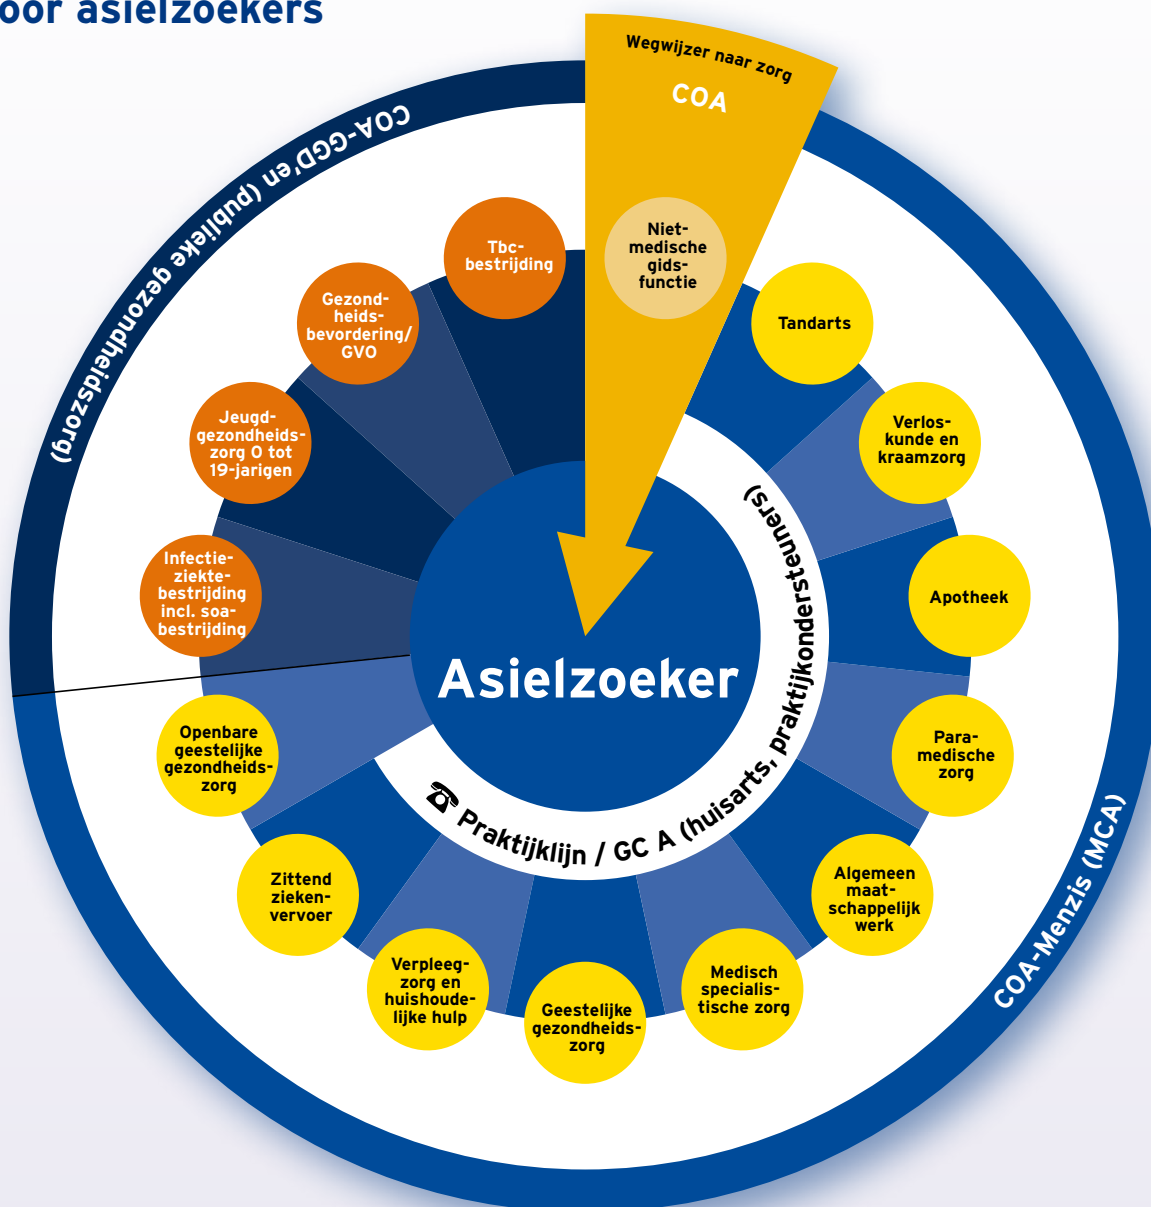 oor asielzoekers
Wegwijzer naar zorg
COA
Niet-
medische
gids-
functie
COA-GGD'en (publieke gezondheidszorg)
Tbc-
bestrijding
Gezond-
heids-
bevordering/
GVO
Jeugd-
gezondheids-
zorg 0 tot
19-jarigen
Infectie-
ziekte-
bestrijding
incl. soa-
bestrijding
Tandarts
Verlos-
kunde en
kraamzorg
Apotheek
Para-
medische
zorg
Algemeen
maat-
schappelijk
werk
Medisch
specialis-
tische zorg
Geestelijke
gezondheids-
zorg
Verpleeg-
zorg en
huishoude-
lijke hulp
Zittend
zieken-
vervoer
Openbare
geestelijke
gezondheids-
zorg
Asielzoeker
☎ Praktijklijn / GC A (huisarts, praktijkondersteuners)
COA-Menzis (MCA)